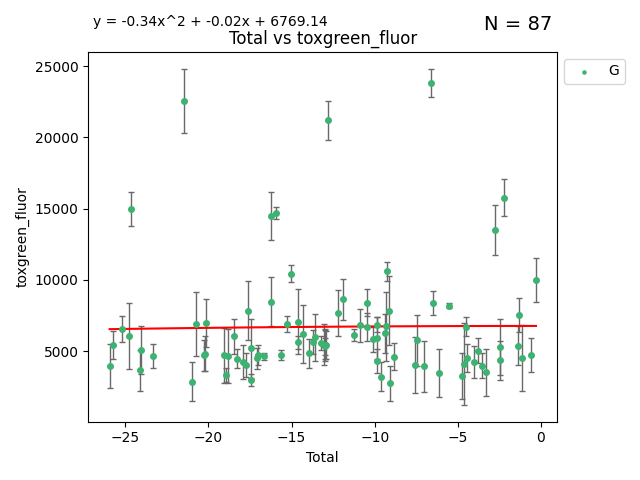 y = -0.34x^2 + -0.02x + 6769.14
N = 87
Total vs toxgreen_fluor
G
toxgreen_fluor
25000
20000
15000
10000
5000
−25 −20 −15 −10 −5 0
Total